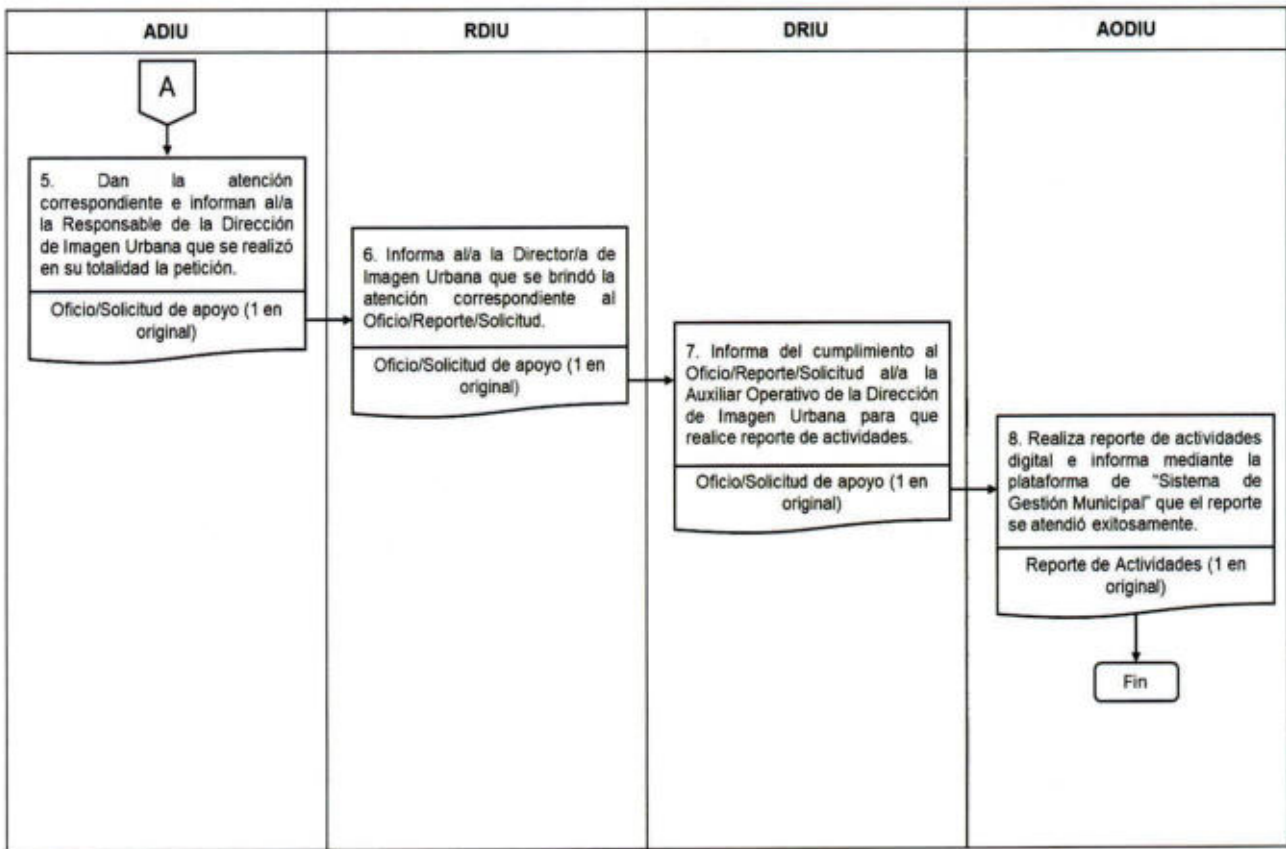 ADIU
RDIU
DRIU
AODIU
A
5. Dan la atención
correspondiente e informan al/a
la Responsable de la Dirección
de Imagen Urbana que se realizó
en su totalidad la petición.
Oficio/Solicitud de apoyo (1 en
original)
6. Informa al/a la Director/a de
Imagen Urbana que se brindó la
atención correspondiente al
Oficio/Reporte/Solicitud.
Oficio/Solicitud de apoyo (1 en
original)
7. Informa del cumplimiento al
Oficio/Reporte/Solicitud al/a la
Auxiliar Operativo de la Dirección
de Imagen Urbana para que
realice reporte de actividades.
Oficio/Solicitud de apoyo (1 en
original)
8. Realiza reporte de actividades
digital e informa mediante la
plataforma de "Sistema de
Gestión Municipal" que el reporte
se atendió exitosamente.
Reporte de Actividades (1 en
original)
Fin